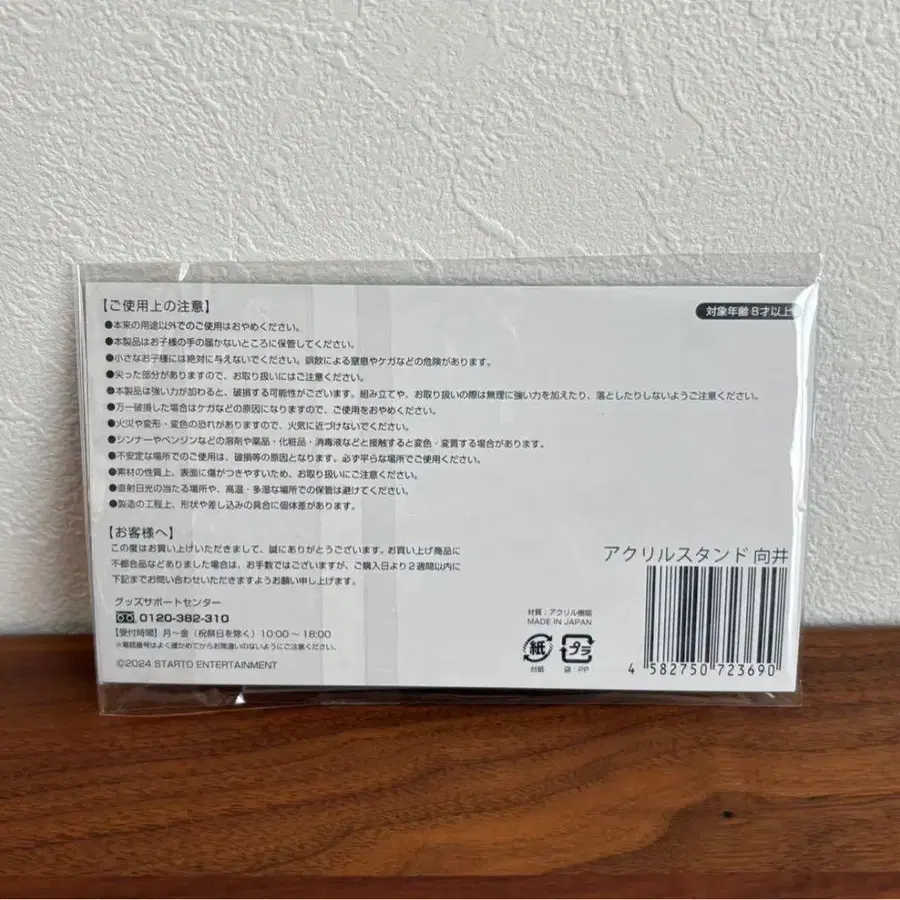 【ご使用上の注意】
対象年齢 8才以上
●本来の用途以外でのご使用はおやめください。
●本製品はお子様の手の届かないところに保管してください。
●小さなお子様には絶対に与えないでください。誤飲による窒息やケガなどの危険があります。
●尖った部分がありますので、お取り扱いにはご注意ください。
●本製品は強い力が加わると、破損する可能性がございます。組み立てや、お取り扱いの際は無理に強い力を加えたり、落としたりしないようご注意ください。
●万一破損した場合はケガなどの原因になりますので、ご使用をおやめください。
●火災や変形・変色の恐れがありますので、火気に近づけないでください。
●シンナーやベンジンなどの溶剤や薬品・化粧品・消毒液などと接触すると変色・変質する場合があります。
●不安定な場所でのご使用は、破損等の原因となります。必ず平らな場所でご使用ください。
●素材の性質上、表面に傷がつきやすいため、お取り扱いにご注意ください。
●直射日光の当たる場所や、高温・多湿な場所での保管は避けてください。
●製造の工程上、形状や差し込みの具合に個体差があります。
【お客様へ】
この度はお買い上げいただきまして、誠にありがとうございます。お買い上げ商品に
不都合などありました場合は、お手数ではございますが、ご購入日より2週間以内に
下記までお問い合わせいただきますようお願い申し上げます。
グッズサポートセンター
0120-382-310
【受付時間】月～金(祝祭日を除く)10:00～18:00
※電話番号はよく確かめてからお間違いのないようにご連絡ください。
©2024 STARTO ENTERTAINMENT
材質:アクリル樹脂
MADE IN JAPAN
紙
台紙
プラ
袋:PP
アクリルスタンド 向井
4 582750 723690